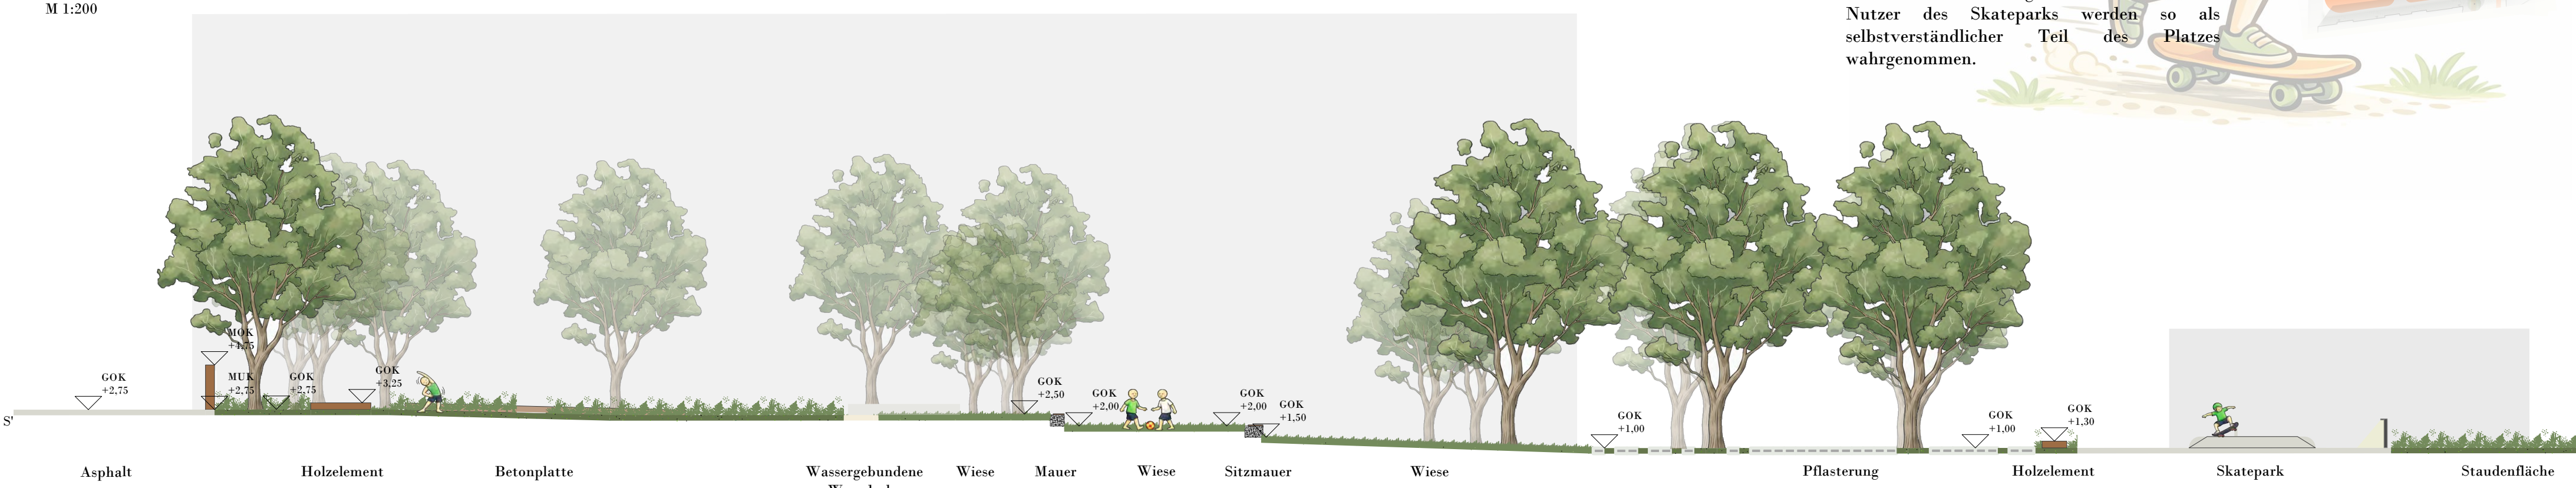 M 1:200
Nutzer des Skateparks werden so als
selbstverständlicher Teil des Platzes
wahrgenommen.
MOK
+4,75
GOK
+2,75
MUK
+2,75
GOK
+2,75
GOK
+3,25
GOK
+2,50
GOK
+2,00
GOK
+2,00
GOK
+1,50
GOK
+1,00
GOK
+1,00
GOK
+1,30
S'
Asphalt
Holzelement
Betonplatte
Wassergebundene
Wiese
Mauer
Wiese
Sitzmauer
Wiese
Pflasterung
Holzelement
Skatepark
Staudenfläche